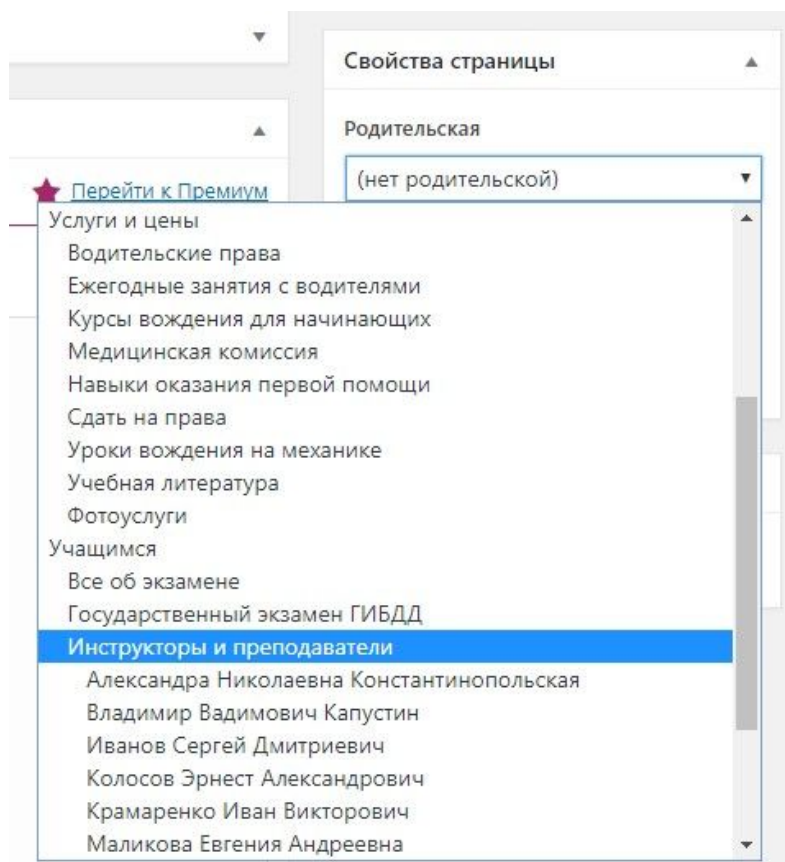 Свойства страницы
Родительская
(нет родительской)
Перейти к Премиум
Услуги и цены
Водительские права
Ежегодные занятия с водителями
Курсы вождения для начинающих
Медицинская комиссия
Навыки оказания первой помощи
Сдать на права
Уроки вождения на механике
Учебная литература
Фотоуслуги
Учащимся
Все об экзамене
Государственный экзамен ГИБДД
Инструкторы и преподаватели
Александра Николаевна Константинопольская
Владимир Вадимович Капустин
Иванов Сергей Дмитриевич
Колосов Эрнест Александрович
Крамаренко Иван Викторович
Маликова Евгения Андреевна